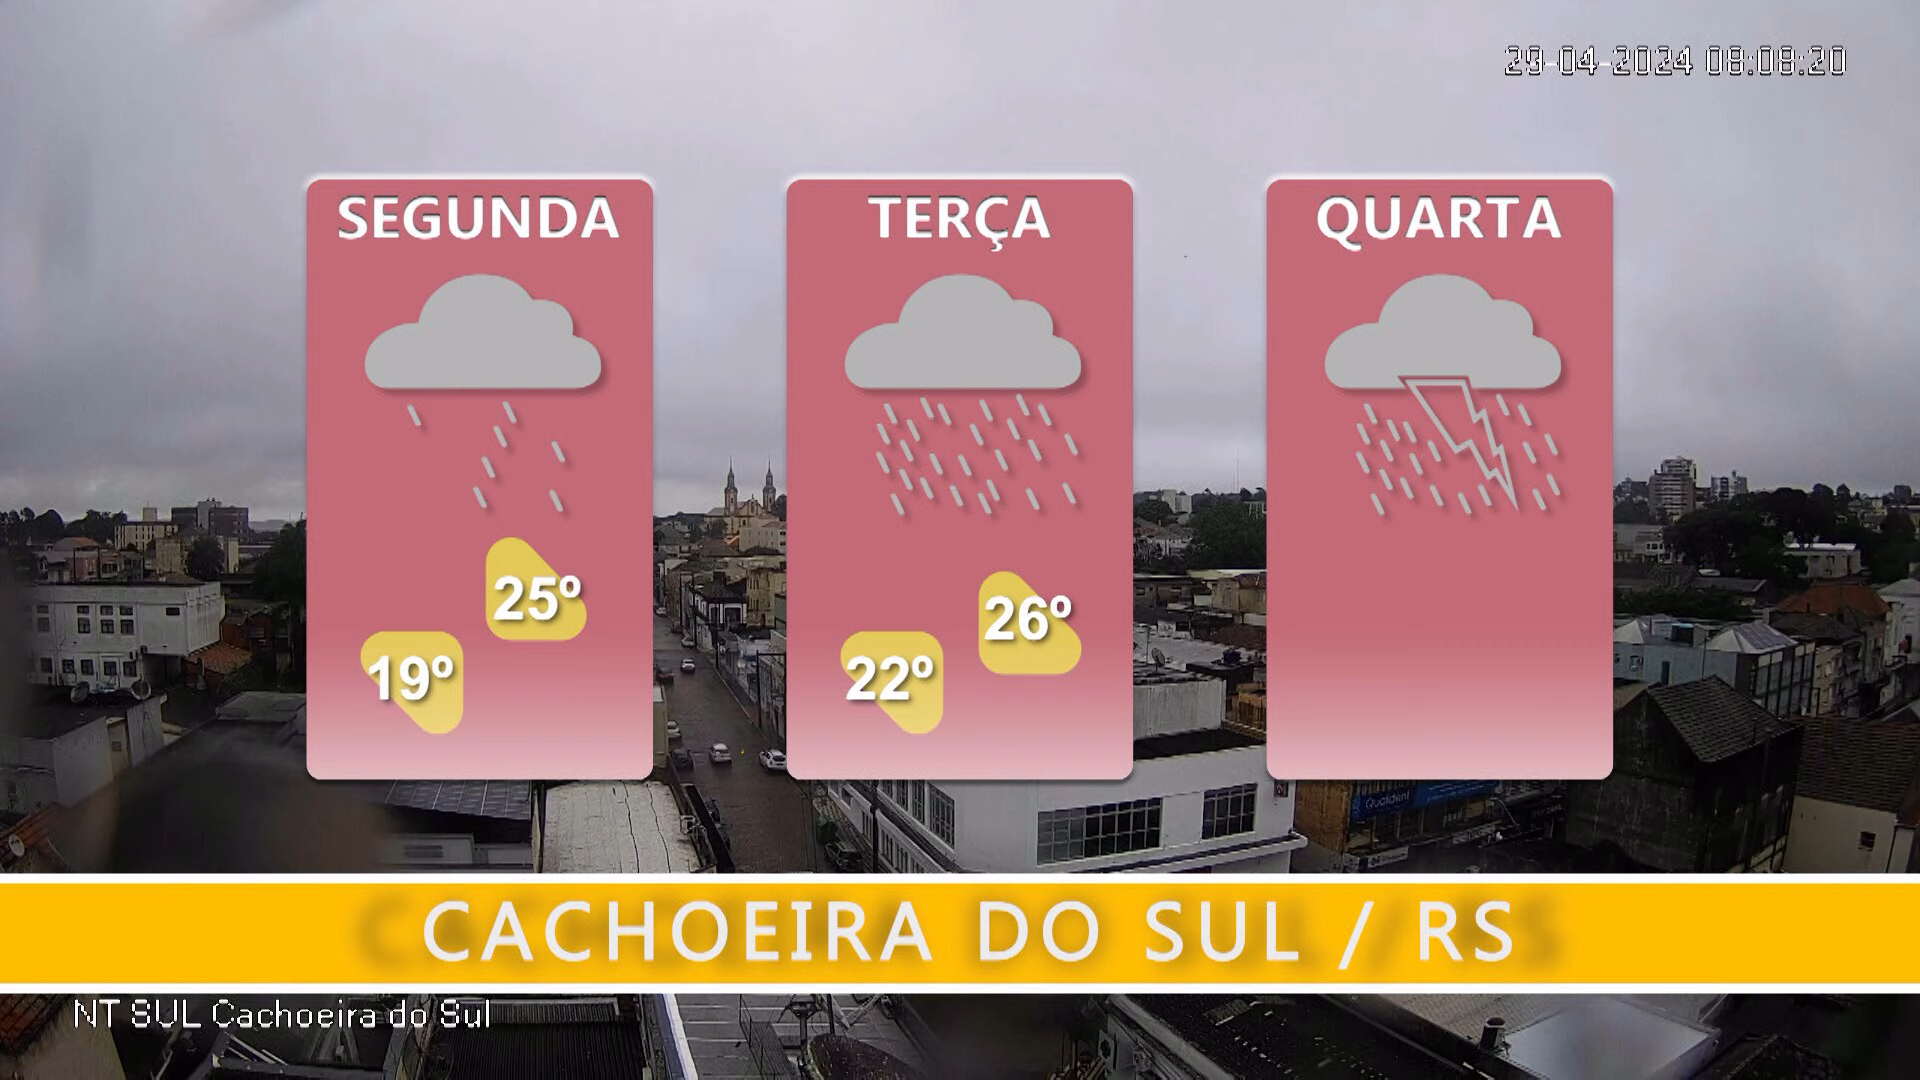 29-04-2024 08:08:20
SEGUNDA
TERÇA
QUARTA
25º
19º
26º
22º
Qualident
CACHOEIRA DO SUL / RS
NT SUL Cachoeira do Sul